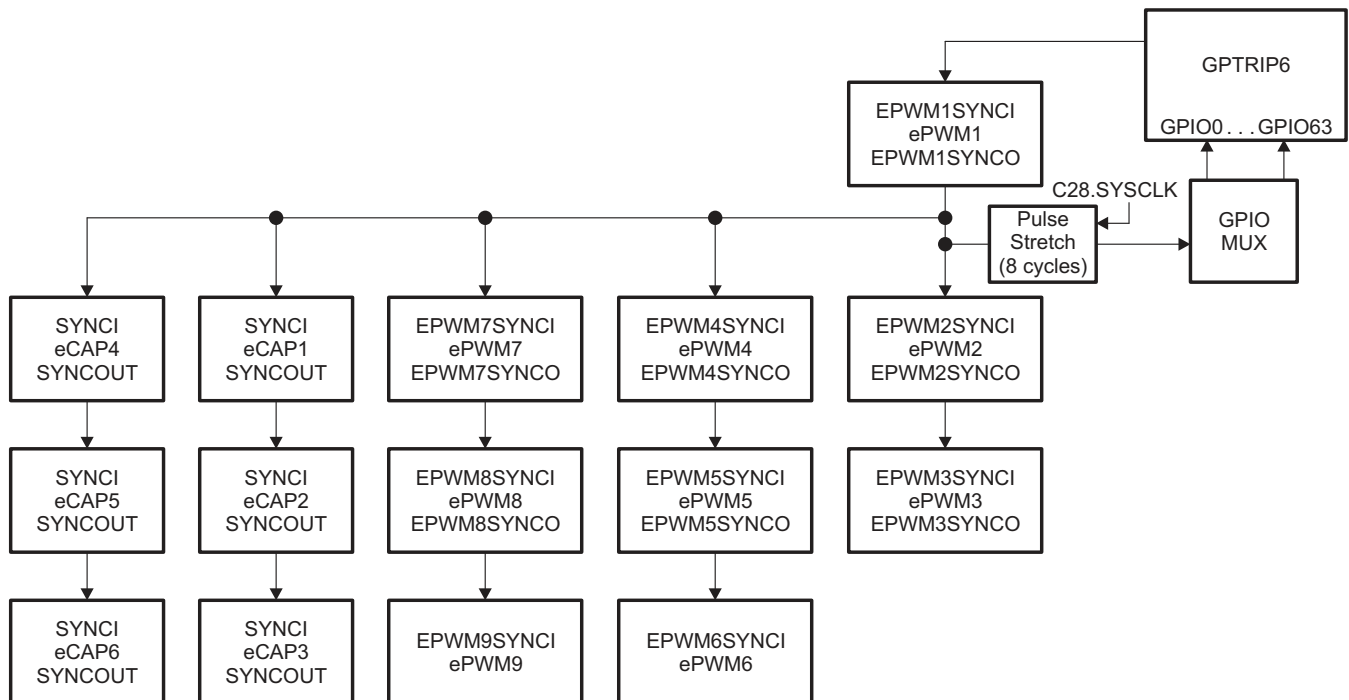 GPTRIP6
GPIO0 . . . GPIO63
EPWM1SYNCI
ePWM1
EPWM1SYNCO
C28.SYSCLK
Pulse
Stretch
(8 cycles)
GPIO
MUX
SYNCI
eCAP4
SYNCOUT
SYNCI
eCAP1
SYNCOUT
EPWM7SYNCI
ePWM7
EPWM7SYNCO
EPWM4SYNCI
ePWM4
EPWM4SYNCO
EPWM2SYNCI
ePWM2
EPWM2SYNCO
SYNCI
eCAP5
SYNCOUT
SYNCI
eCAP2
SYNCOUT
EPWM8SYNCI
ePWM8
EPWM8SYNCO
EPWM5SYNCI
ePWM5
EPWM5SYNCO
EPWM3SYNCI
ePWM3
EPWM3SYNCO
SYNCI
eCAP6
SYNCOUT
SYNCI
eCAP3
SYNCOUT
EPWM9SYNCI
ePWM9
EPWM6SYNCI
ePWM6